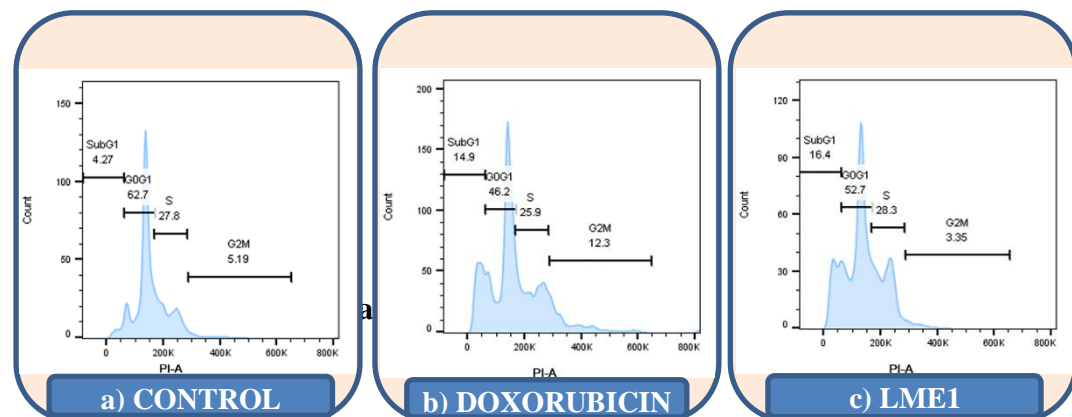 150
100
50
0
Count
SubG1
4.27
G0G1
62.7
S
27.8
G2M
5.19
0
200K
400K
600K
800K
PI-A
a) CONTROL
a
200
150
100
50
0
Count
SubG1
14.9
G0G1
46.2
S
25.9
G2M
12.3
0
200K
400K
600K
800K
PI-A
b) DOXORUBICIN
120
90
60
30
0
Count
SubG1
16.4
G0G1
52.7
S
28.3
G2M
3.35
0
200K
400K
600K
800K
PI-A
c) LME1